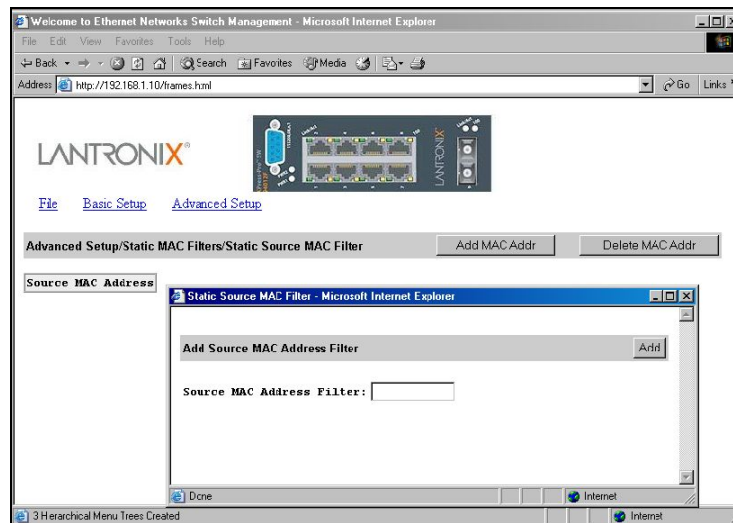 Welcome to Ethernet Networks Switch Management - Microsoft Internet Explorer
File Edit View Favorites Tools Help
Back Search Favorites Media
Address http://192.168.1.10/frames.html Go Links
LANTRONIX®
LANTRONIX
File Basic Setup Advanced Setup
Advanced Setup/Static MAC Filters/Static Source MAC Filter Add MAC Addr Delete MAC Addr
Source MAC Address
Static Source MAC Filter - Microsoft Internet Explorer
Add Source MAC Address Filter Add
Source MAC Address Filter:
Done Internet
3 Herarchical Menu Trees Created Internet